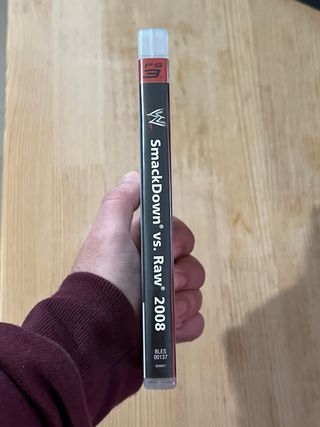 PS3
W
SmackDown® vs. Raw® 2008
BLES
00137